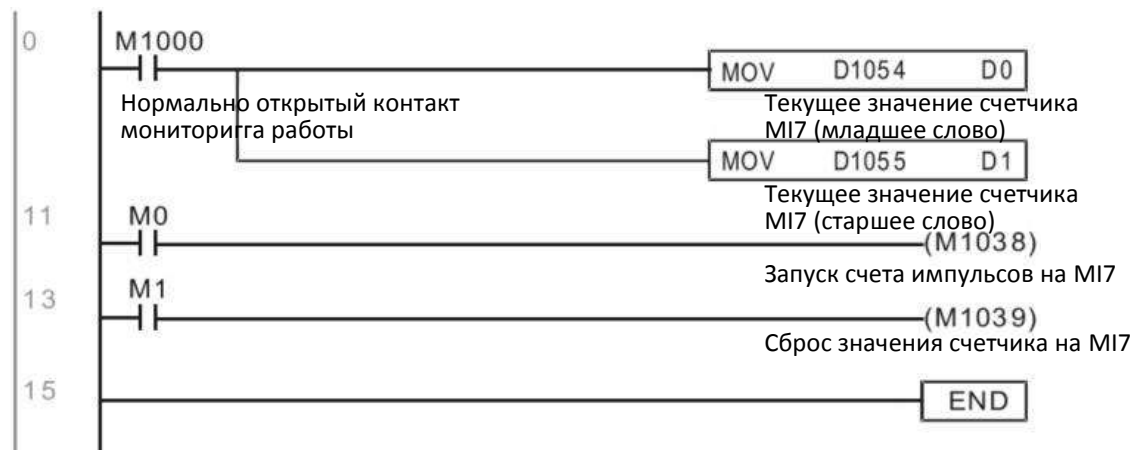 0
M1000
MOV D1054 D0
Нормально открытый контакт
мониторигга работы
Текущее значение счетчика
MI7 (младшее слово)
MOV D1055 D1
Текущее значение счетчика
MI7 (старшее слово)
11
M0
(M1038)
Запуск счета импульсов на MI7
13
M1
(M1039)
Сброс значения счетчика на MI7
15
END